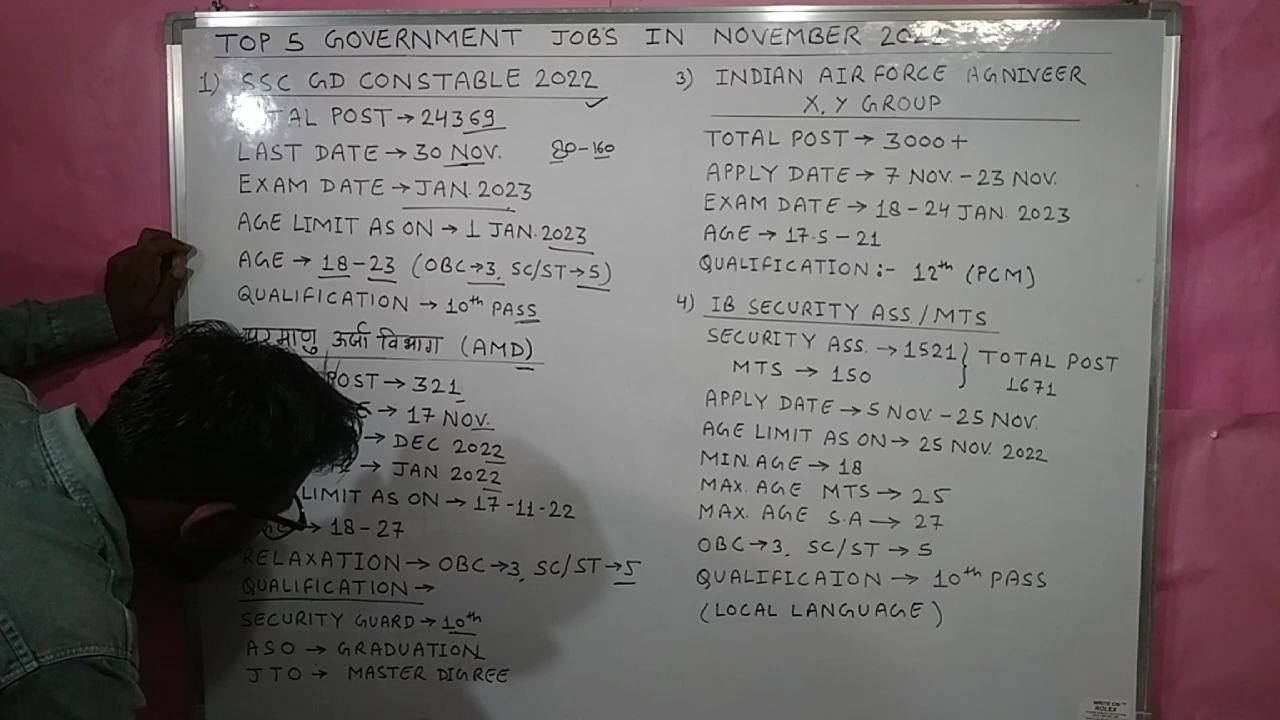 TOP 5 GOVERNMENT JOBS IN NOVEMBER 2022
1) SSC GD CONSTABLE 2022
TAL POST → 24369
LAST DATE → 30 NOV. 80-160
EXAM DATE → JAN. 2023
AGE LIMIT AS ON → 1 JAN. 2023
AGE → 18-23 (OBC→3, SC/ST→5)
QUALIFICATION → 10th PASS
परमाणु ऊर्जा विभाग (AMD)
POST → 321
→ 17 NOV.
→ DEC 2022
→ JAN 2022
LIMIT AS ON → 17-11-22
→ 18-27
RELAXATION → OBC→3, SC/ST→5
QUALIFICATION →
SECURITY GUARD → 10th
ASO → GRADUATION
JTO → MASTER DIGREE
3) INDIAN AIR FORCE AGNIVEER
X, Y GROUP
TOTAL POST → 3000+
APPLY DATE → 7 NOV. - 23 NOV.
EXAM DATE → 18-24 JAN. 2023
AGE → 17.5-21
QUALIFICATION :- 12th (PCM)
4) IB SECURITY ASS./MTS
SECURITY ASS. → 1521 } TOTAL POST
MTS → 150 1671
APPLY DATE → 5 NOV - 25 NOV.
AGE LIMIT AS ON → 25 NOV. 2022
MIN. AGE → 18
MAX. AGE MTS → 25
MAX. AGE S.A → 27
OBC→3, SC/ST → 5
QUALIFICAITON → 10th PASS
(LOCAL LANGUAGE)
WRITE ON
ROLEX